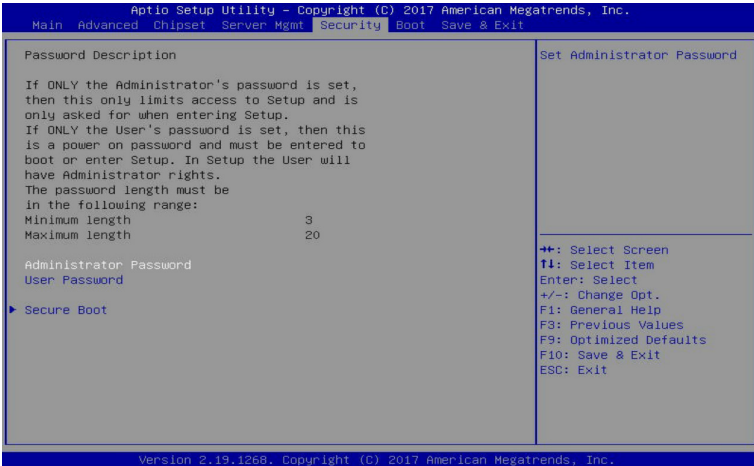 Aptio Setup Utility – Copyright (C) 2017 American Megatrends, Inc.
Main Advanced Chipset Server Mgmt Security Boot Save & Exit
Password Description
If ONLY the Administrator's password is set,
then this only limits access to Setup and is
only asked for when entering Setup.
If ONLY the User's password is set, then this
is a power on password and must be entered to
boot or enter Setup. In Setup the User will
have Administrator rights.
The password length must be
in the following range:
Minimum length 3
Maximum length 20
Administrator Password
User Password
Secure Boot
Set Administrator Password
→←: Select Screen
↑↓: Select Item
Enter: Select
+/-: Change Opt.
F1: General Help
F3: Previous Values
F9: Optimized Defaults
F10: Save & Exit
ESC: Exit
Version 2.19.1268. Copyright (C) 2017 American Megatrends, Inc.